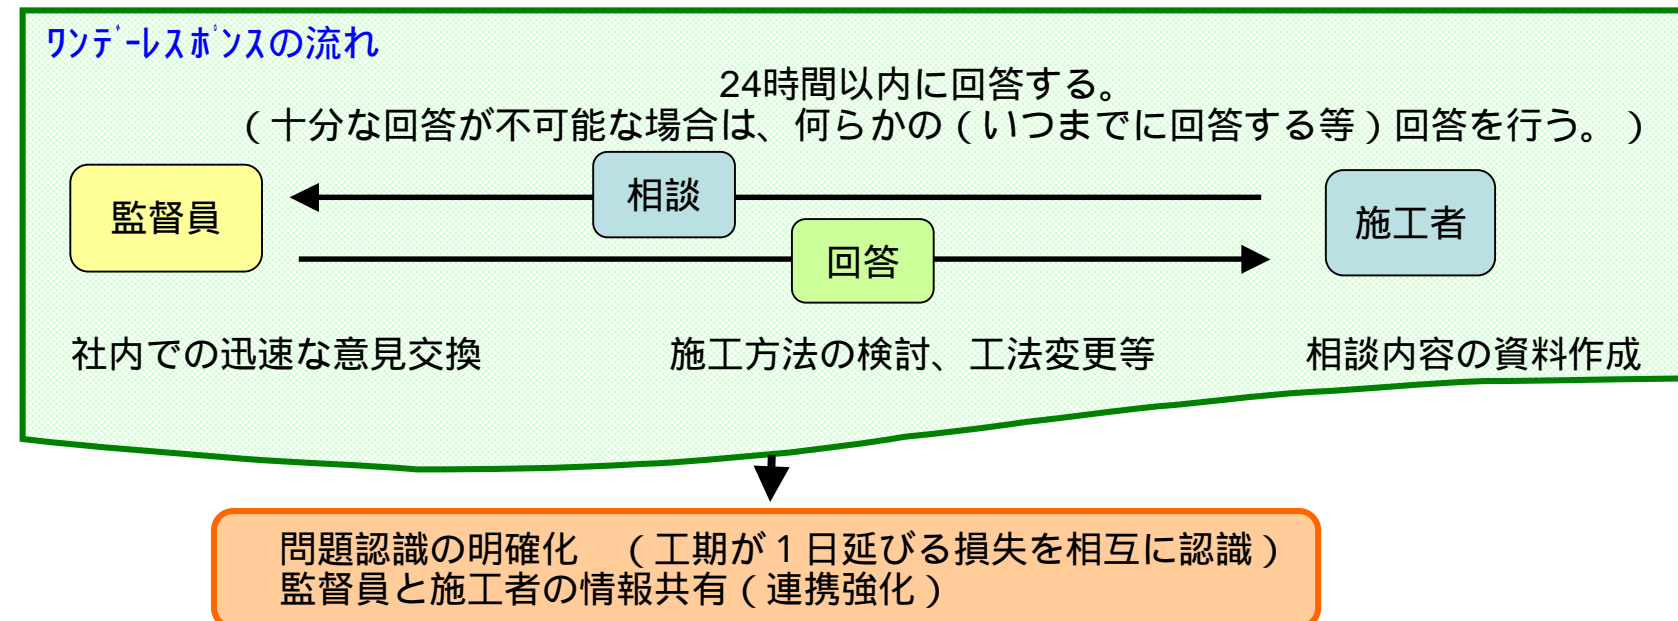 ﾜﾝﾃﾞｰﾚｽﾎﾟﾝｽの流れ
24時間以内に回答する。
（十分な回答が不可能な場合は、何らかの（いつまでに回答する等）回答を行う。）
監督員
相談
施工者
回答
社内での迅速な意見交換
施工方法の検討、工法変更等
相談内容の資料作成
問題認識の明確化　（工期が１日延びる損失を相互に認識）
監督員と施工者の情報共有（連携強化）